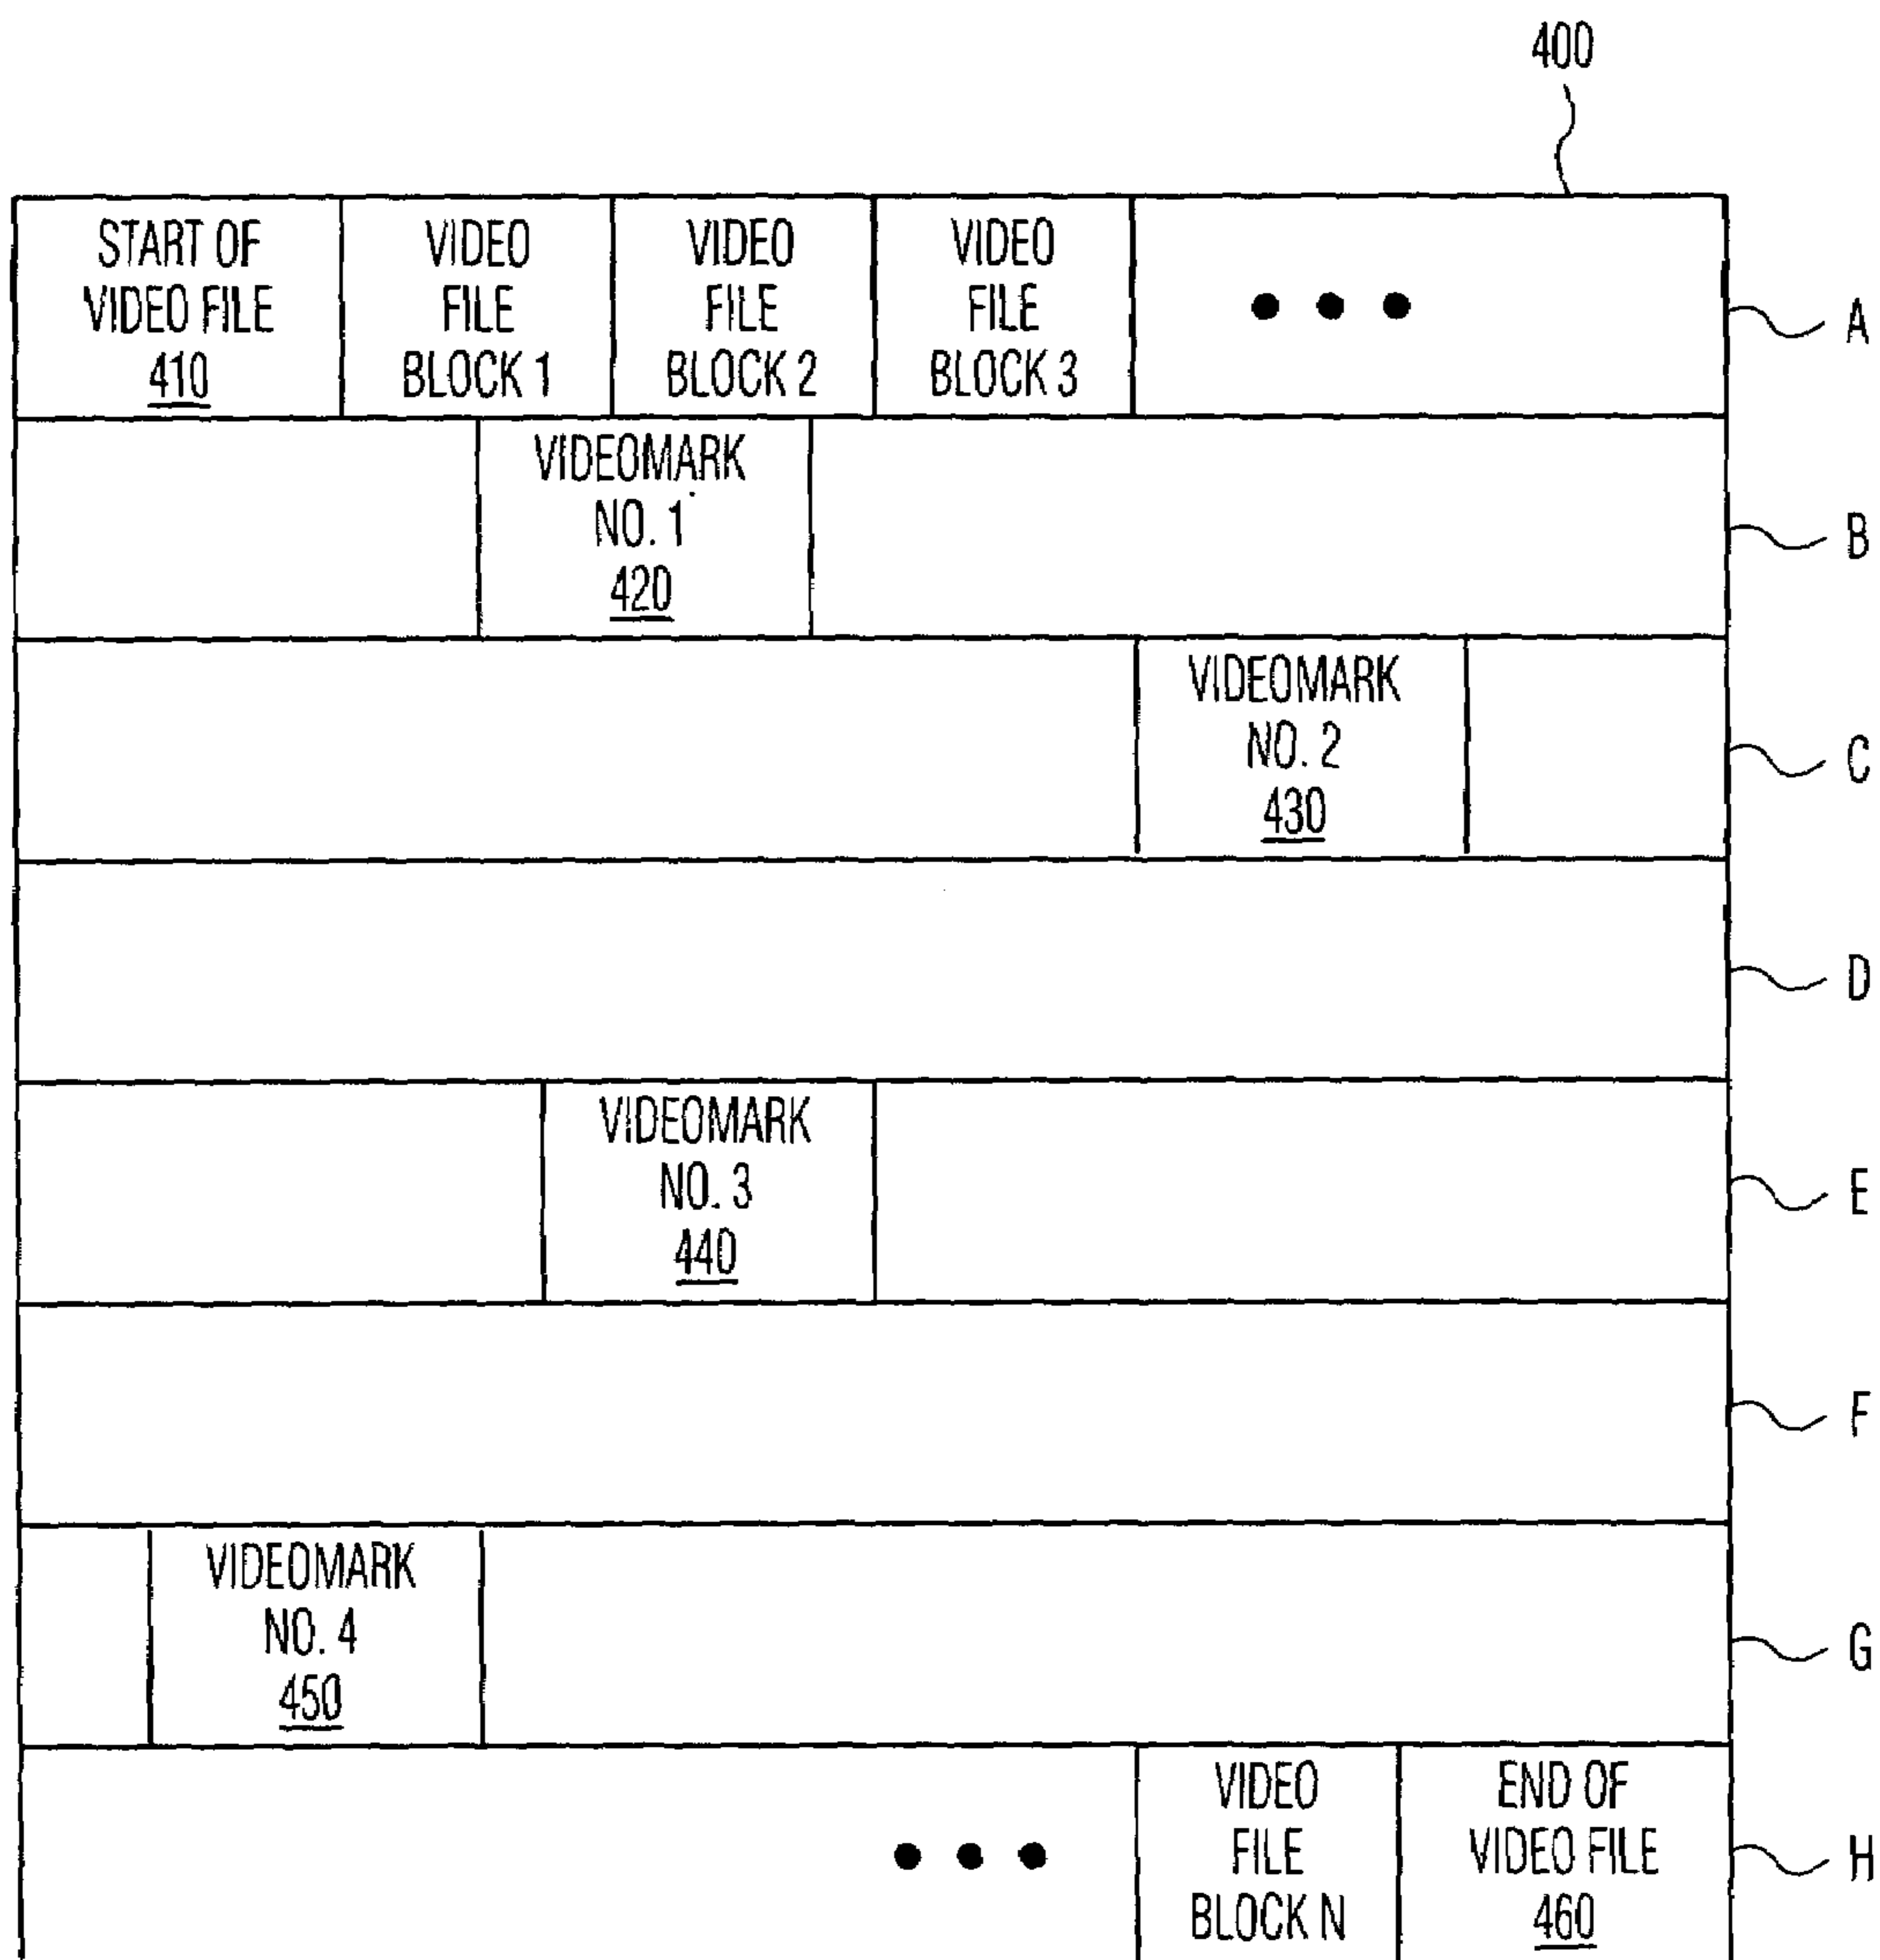 400
START OF
VIDEO FILE
410
VIDEO
FILE
BLOCK 1
VIDEO
FILE
BLOCK 2
VIDEO
FILE
BLOCK 3
A
VIDEOMARK
NO. 1
420
B
VIDEOMARK
NO. 2
430
C
D
VIDEOMARK
NO. 3
440
E
F
VIDEOMARK
NO. 4
450
G
VIDEO
FILE
BLOCK N
END OF
VIDEO FILE
460
H